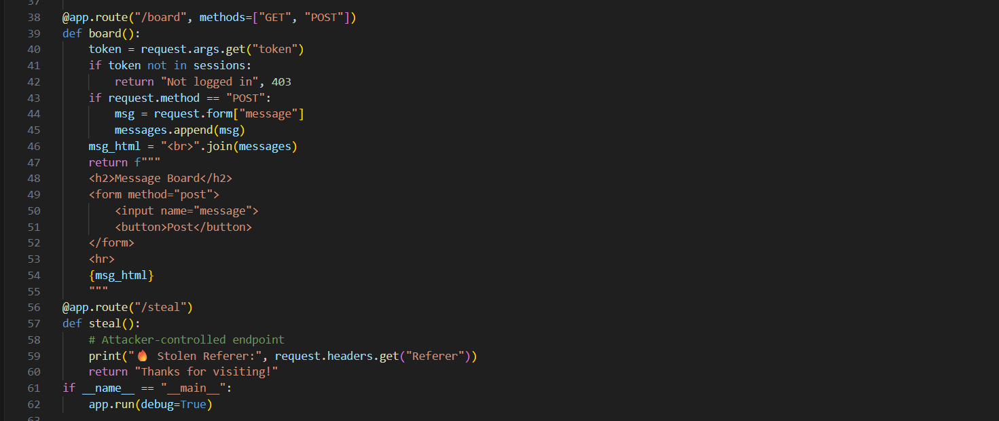 37
38 @app.route("/board", methods=["GET", "POST"])
39 def board():
40     token = request.args.get("token")
41     if token not in sessions:
42         return "Not logged in", 403
43     if request.method == "POST":
44         msg = request.form["message"]
45         messages.append(msg)
46     msg_html = "<br>".join(messages)
47     return f"""
48     <h2>Message Board</h2>
49     <form method="post">
50         <input name="message">
51         <button>Post</button>
52     </form>
53     <hr>
54     {msg_html}
55     """
56 @app.route("/steal")
57 def steal():
58     # Attacker-controlled endpoint
59     print("🔥 Stolen Referer:", request.headers.get("Referer"))
60     return "Thanks for visiting!"
61 if __name__ == "__main__":
62     app.run(debug=True)
63